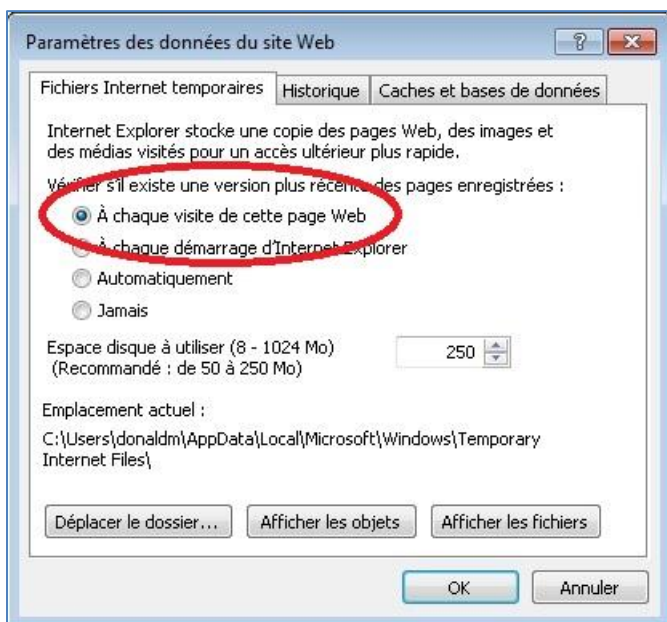 Paramètres des données du site Web
Fichiers Internet temporaires Historique Caches et bases de données
Internet Explorer stocke une copie des pages Web, des images et
des médias visités pour un accès ultérieur plus rapide.
Vérifier s'il existe une version plus récente des pages enregistrées :
À chaque visite de cette page Web
À chaque démarrage d'Internet Explorer
Automatiquement
Jamais
Espace disque à utiliser (8 - 1024 Mo) 250
(Recommandé : de 50 à 250 Mo)
Emplacement actuel :
C:\Users\donaldm\AppData\Local\Microsoft\Windows\Temporary
Internet Files\
Déplacer le dossier... Afficher les objets Afficher les fichiers
OK Annuler